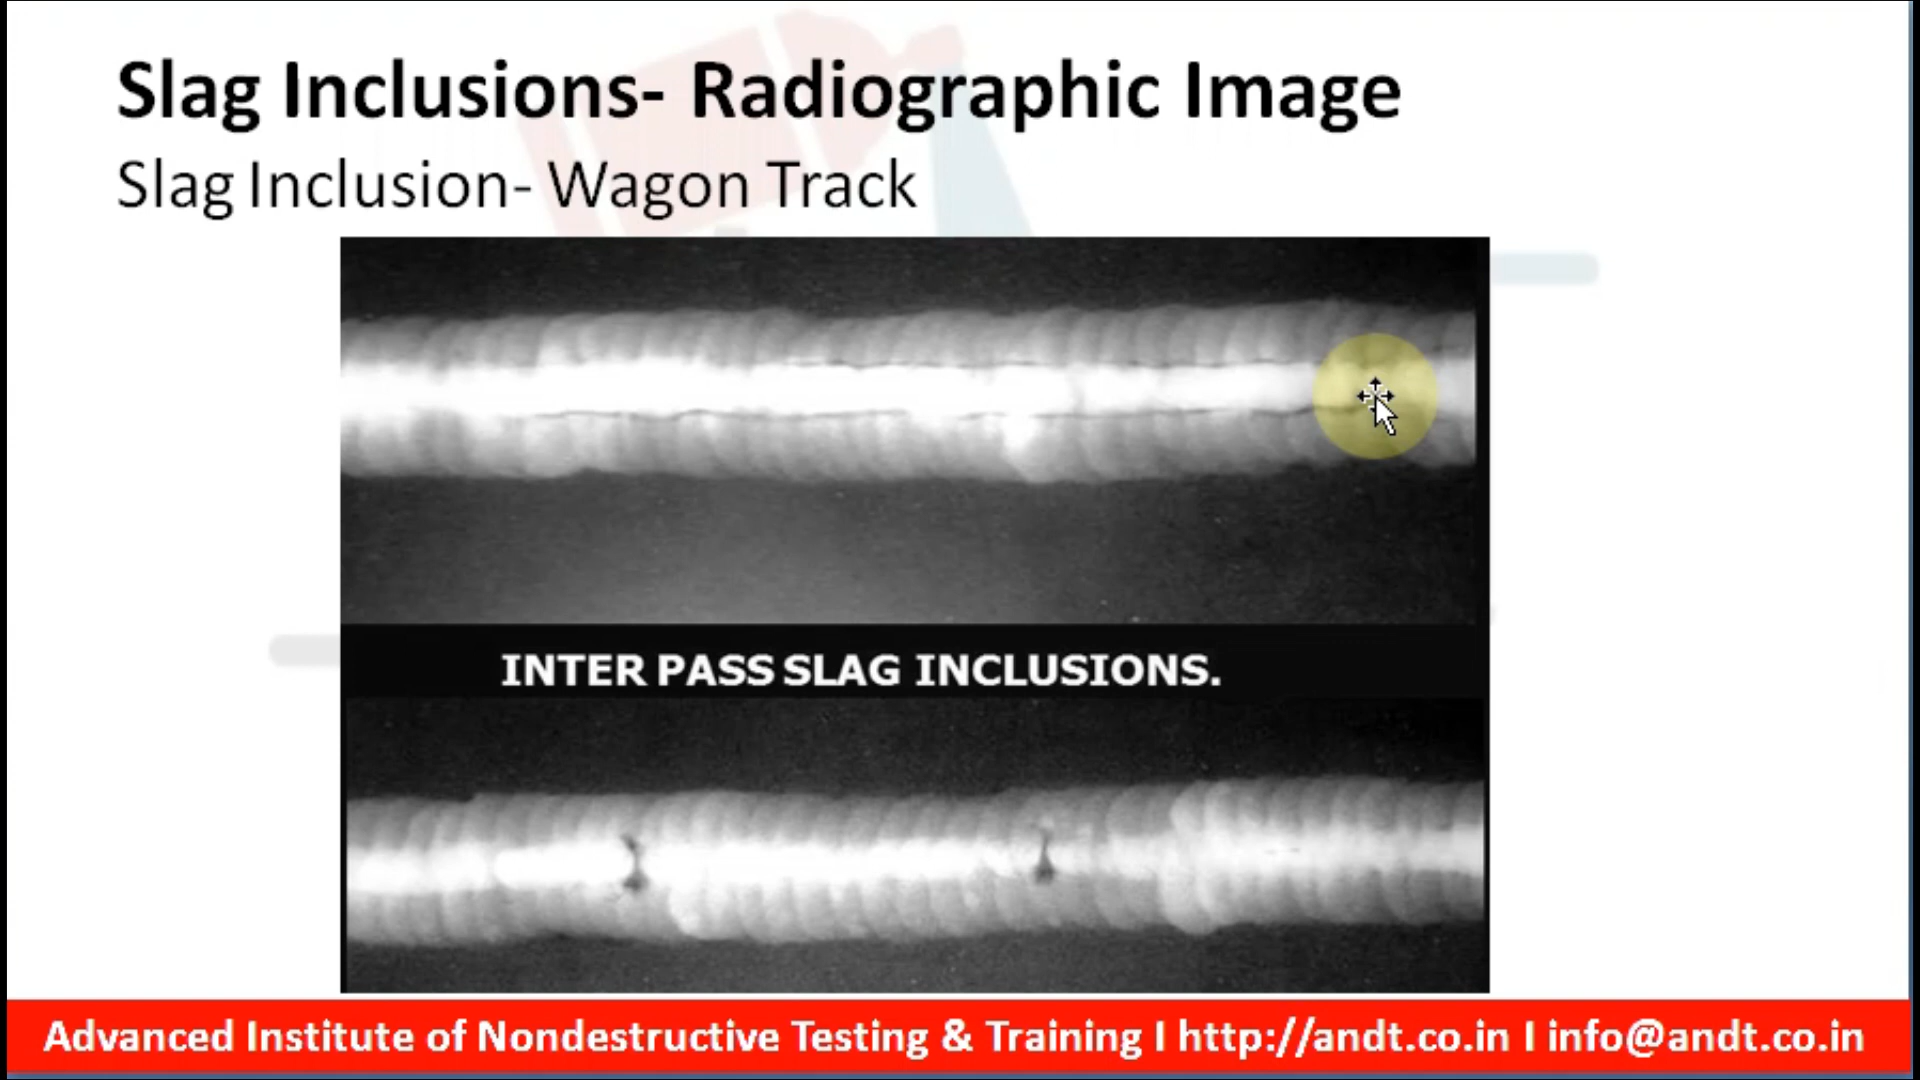 Slag Inclusions- Radiographic Image
Slag Inclusion- Wagon Track
INTER PASS SLAG INCLUSIONS.
Advanced Institute of Nondestructive Testing & Training I http://andt.co.in I info@andt.co.in